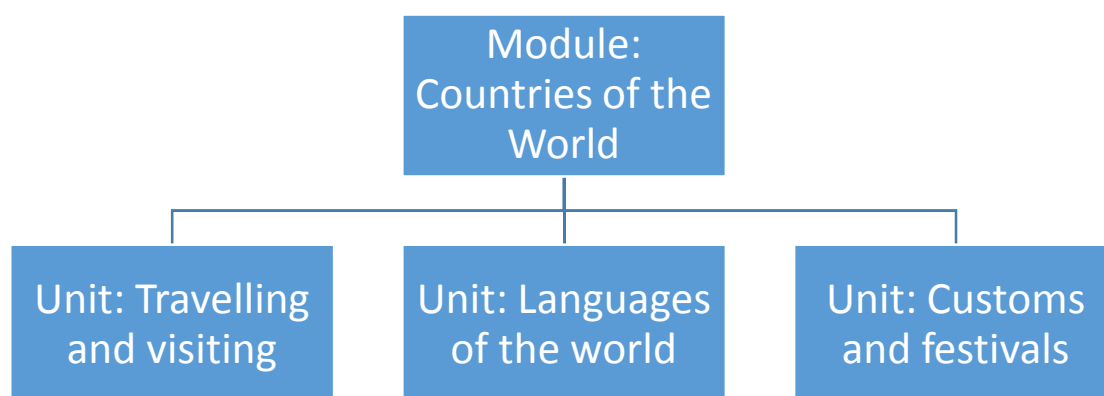 Module:
Countries of the
World
Unit: Travelling
and visiting
Unit: Languages
of the world
Unit: Customs
and festivals